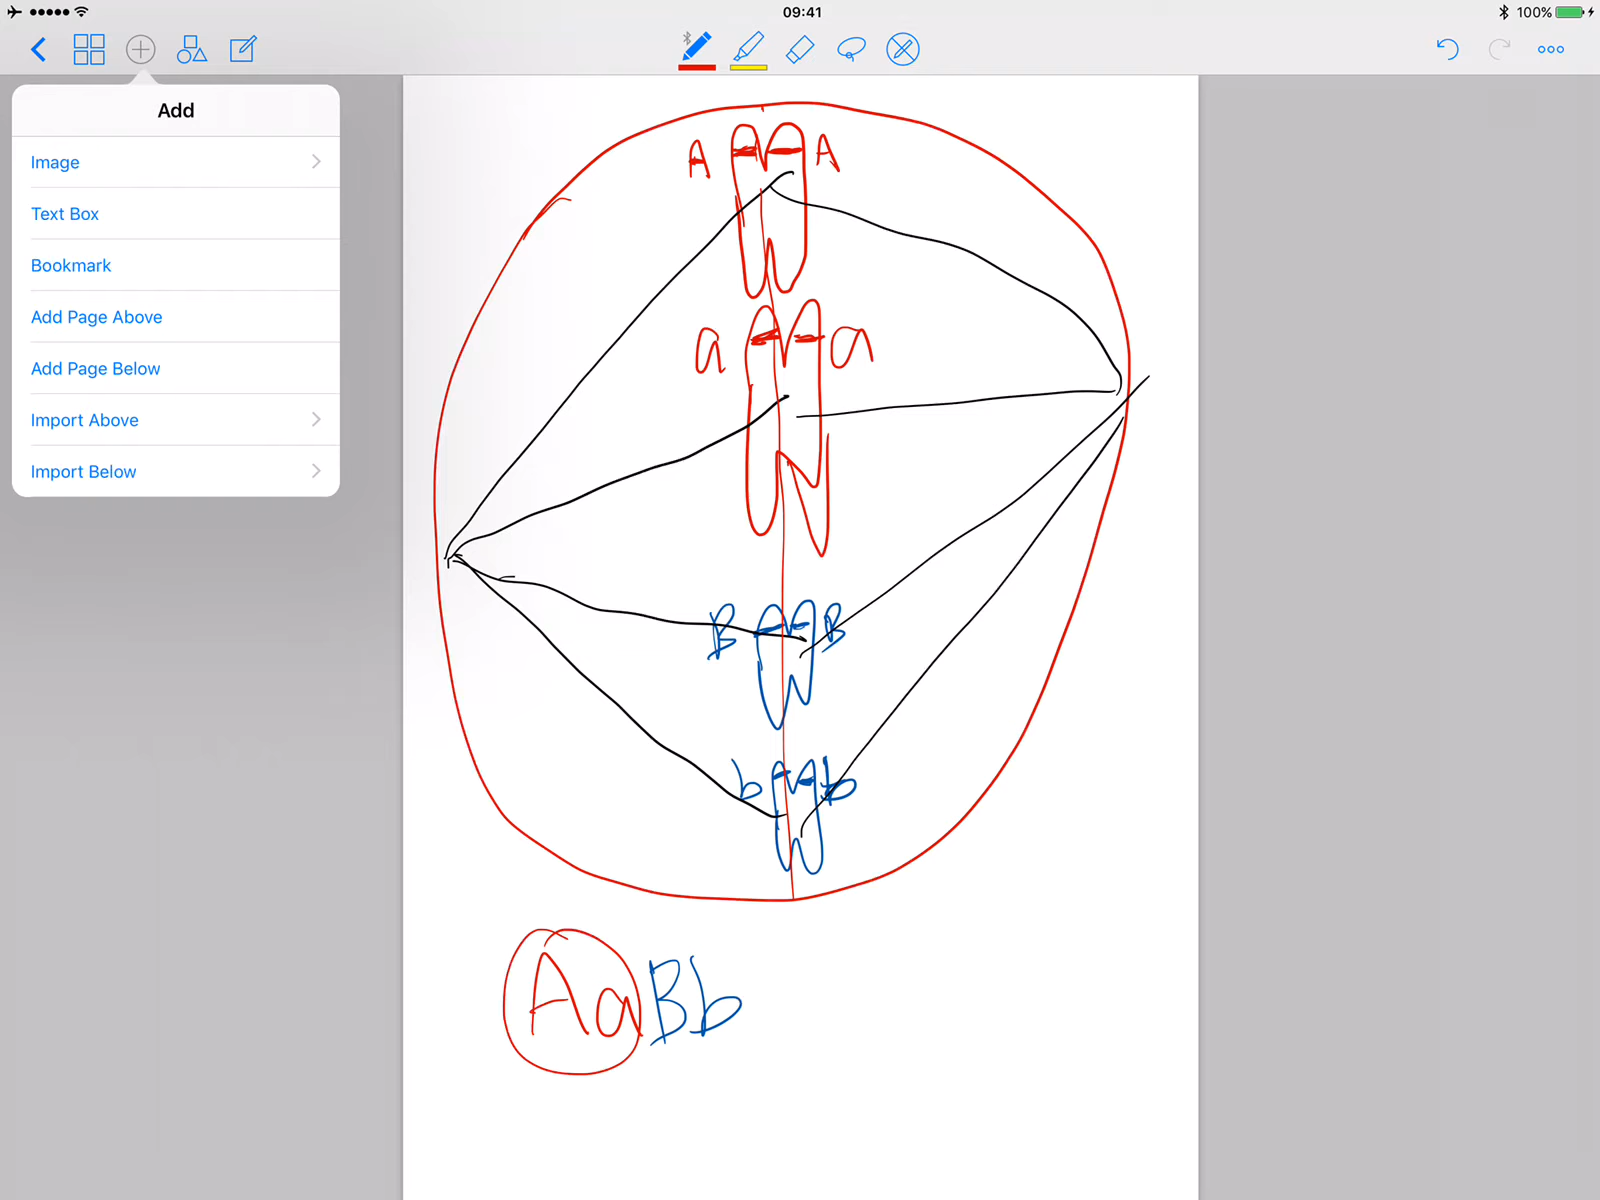 09:41
100%
Add
Image
Text Box
Bookmark
Add Page Above
Add Page Below
Import Above
Import Below
A A
a a
B B
b b
AaBb